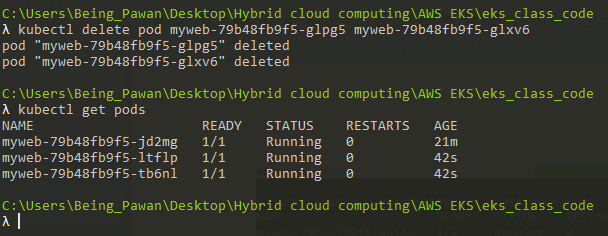 C:\Users\Being_Pawan\Desktop\Hybrid cloud computing\AWS EKS\eks_class_code
λ kubectl delete pod myweb-79b48fb9f5-glpg5 myweb-79b48fb9f5-glxv6
pod "myweb-79b48fb9f5-glpg5" deleted
pod "myweb-79b48fb9f5-glxv6" deleted
C:\Users\Being_Pawan\Desktop\Hybrid cloud computing\AWS EKS\eks_class_code
λ kubectl get pods
NAME READY STATUS RESTARTS AGE
myweb-79b48fb9f5-jd2mg 1/1 Running 0 21m
myweb-79b48fb9f5-ltflp 1/1 Running 0 42s
myweb-79b48fb9f5-tb6nl 1/1 Running 0 42s
C:\Users\Being_Pawan\Desktop\Hybrid cloud computing\AWS EKS\eks_class_code
λ